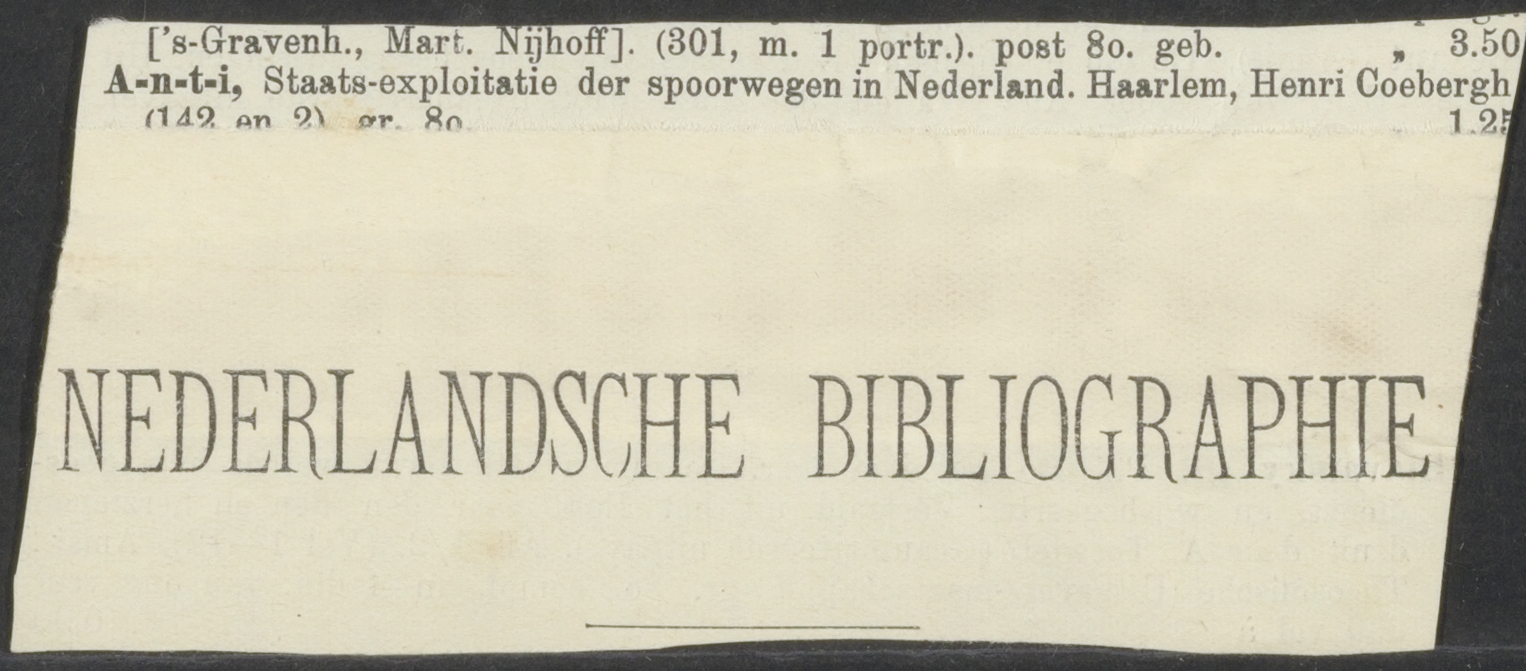 ['s-Gravenh., Mart. Nijhoff]. (301, m. 1 portr.). post 8o. geb. „ 3.50
A-n-t-i, Staats-exploitatie der spoorwegen in Nederland. Haarlem, Henri Coebergh
(142 en 2) gr. 8o. 1.25
NEDERLANDSCHE BIBLIOGRAPHIE